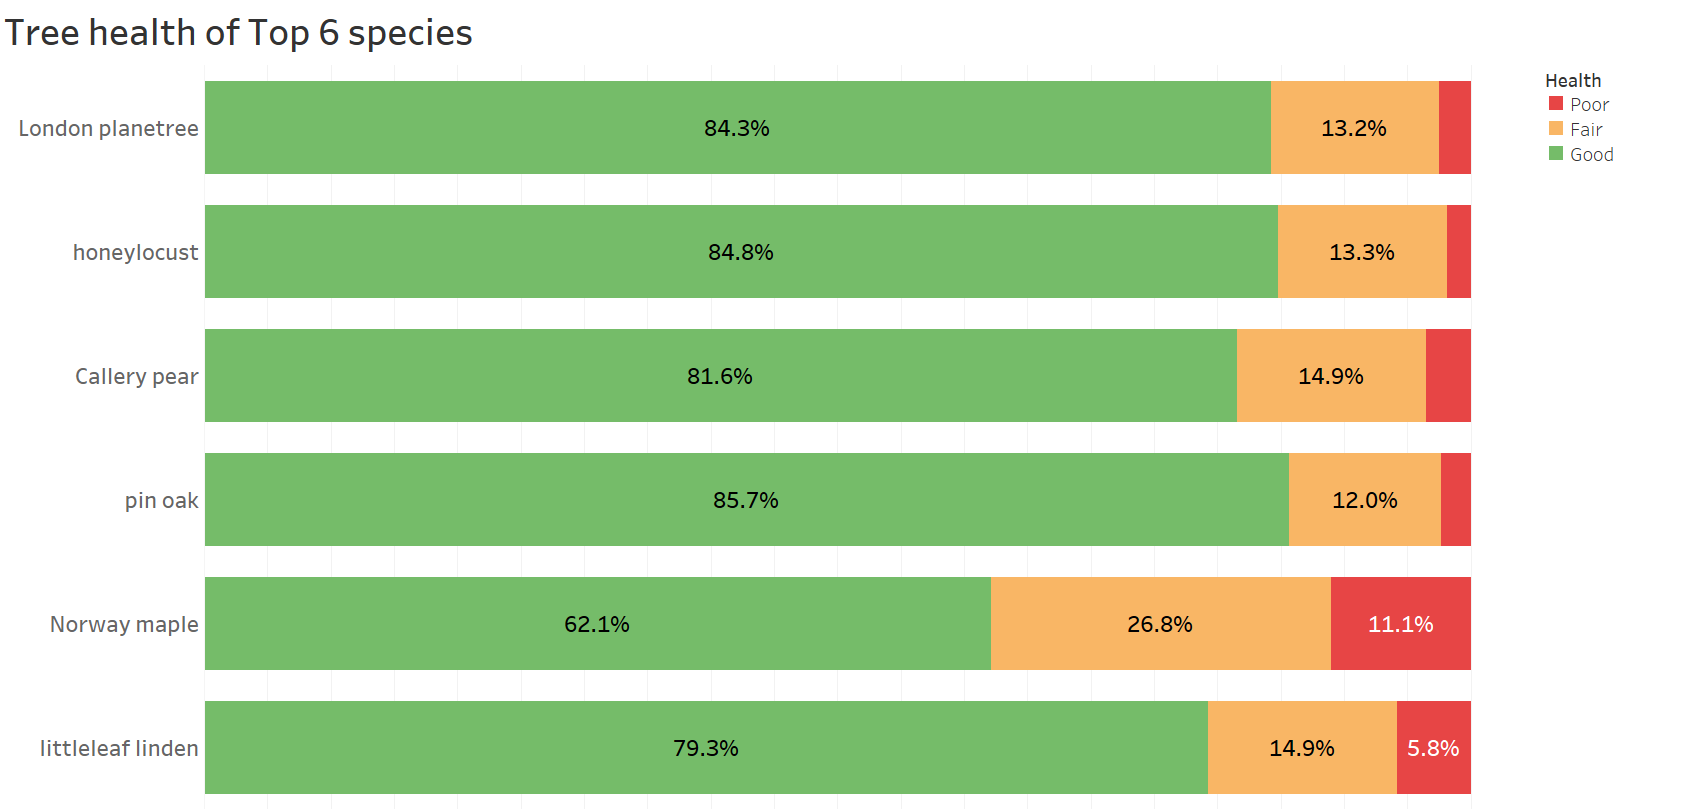 Tree health of Top 6 species
Health
Poor
Fair
Good
London planetree 84.3% 13.2%
honeylocust 84.8% 13.3%
Callery pear 81.6% 14.9%
pin oak 85.7% 12.0%
Norway maple 62.1% 26.8% 11.1%
littleleaf linden 79.3% 14.9% 5.8%